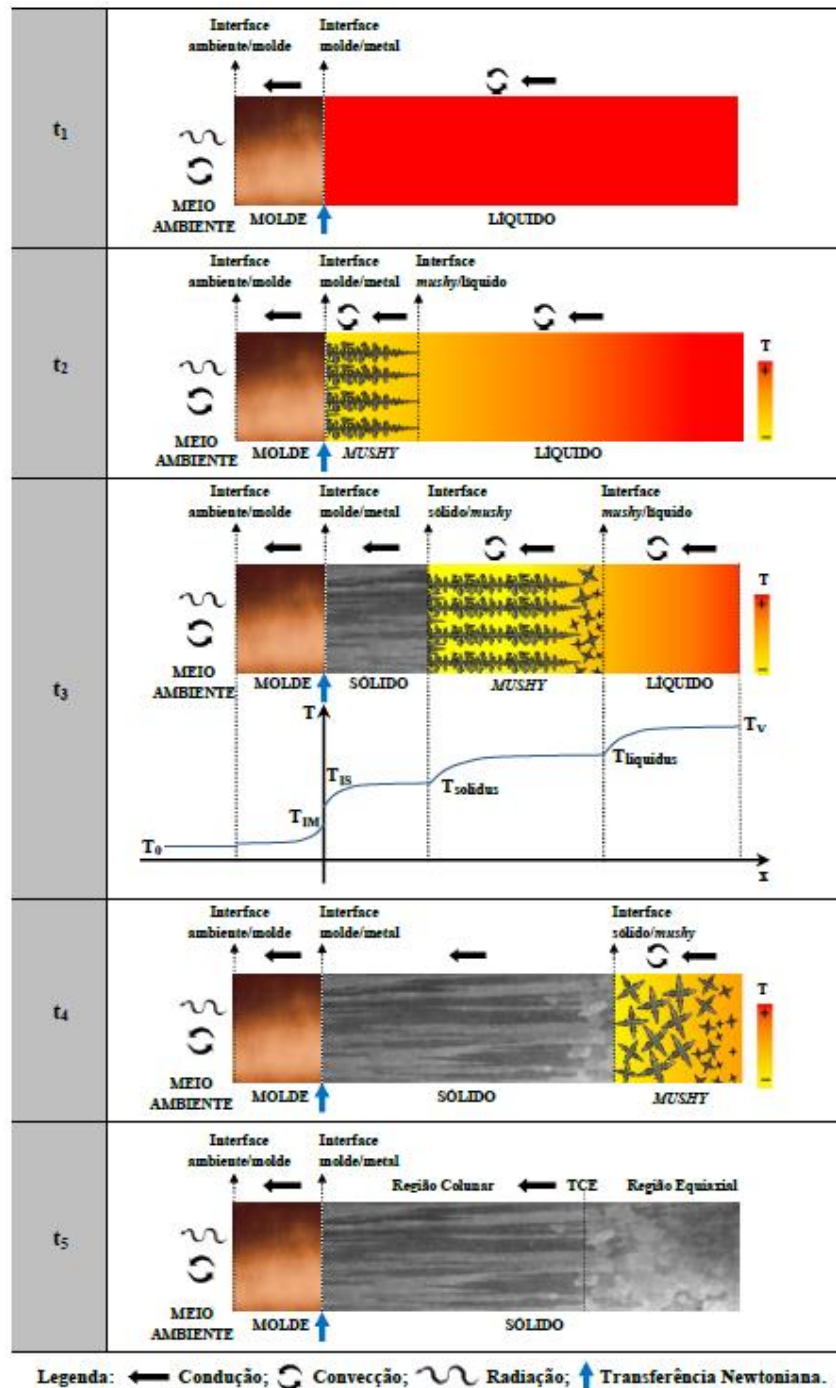 t1
Interface ambiente/molde
Interface molde/metal
MEIO AMBIENTE
MOLDE
LÍQUIDO
t2
Interface ambiente/molde
Interface molde/metal
Interface mushy/líquido
T
+
–
MEIO AMBIENTE
MOLDE
MUSHY
LÍQUIDO
t3
Interface ambiente/molde
Interface molde/metal
Interface sólido/mushy
Interface mushy/líquido
T
+
–
MEIO AMBIENTE
MOLDE
SÓLIDO
MUSHY
LÍQUIDO
T
TV
Tliquidus
TIS
Tsolidus
TIM
T0
x
t4
Interface ambiente/molde
Interface molde/metal
Interface sólido/mushy
T
+
–
MEIO AMBIENTE
MOLDE
SÓLIDO
MUSHY
t5
Interface ambiente/molde
Interface molde/metal
Região Colunar
TCE
Região Equiaxial
MEIO AMBIENTE
MOLDE
SÓLIDO
Legenda: Condução; Convecção; Radiação; Transferência Newtoniana.